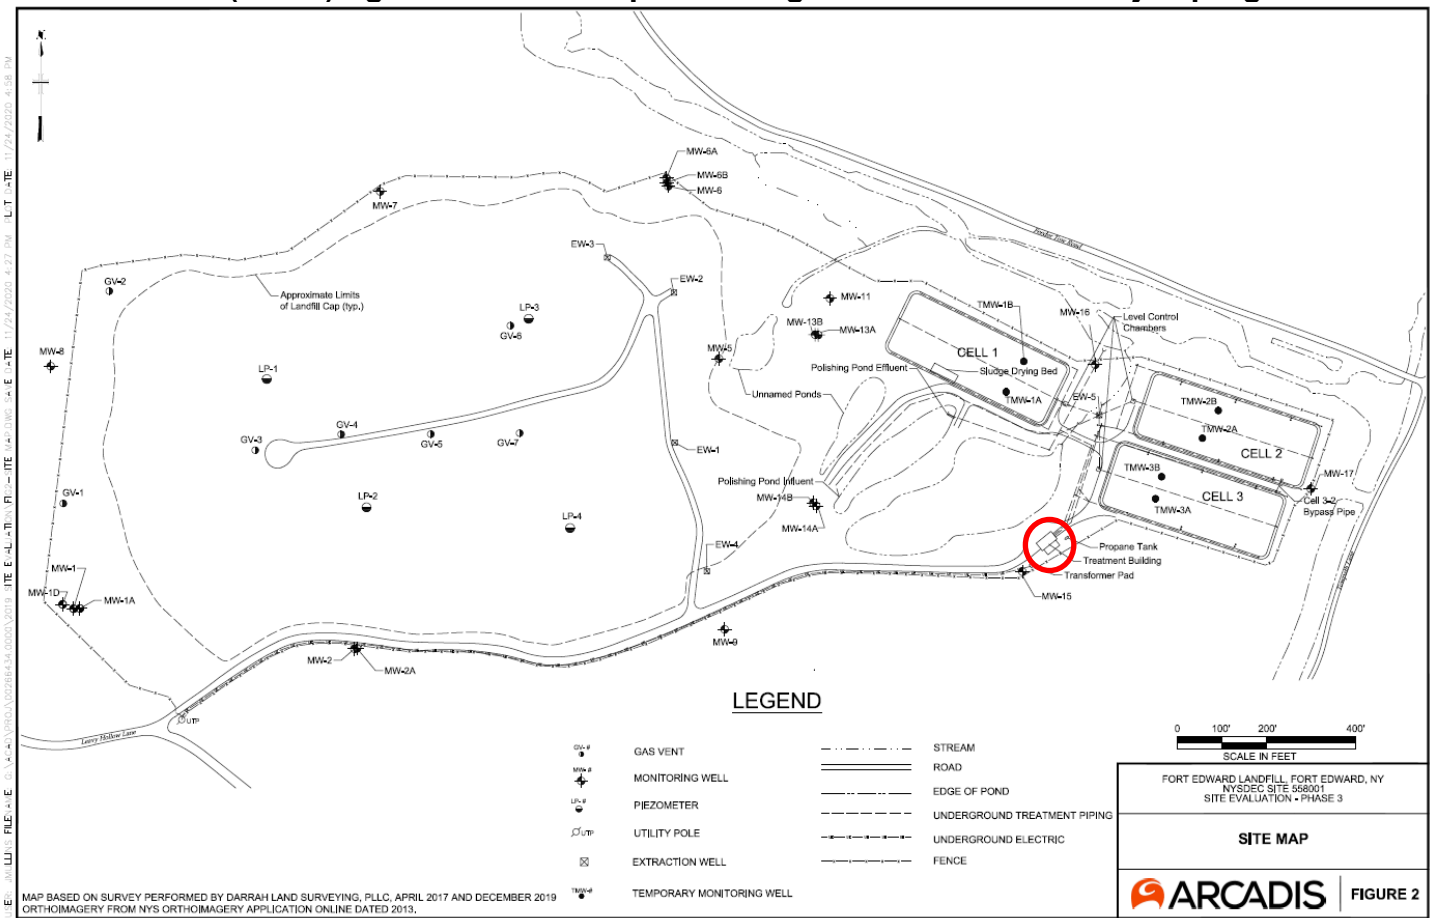 N
MW-6A
MW-6B
MW-6
MW-7
EW-3
EW-2
GV-2
Approximate Limits
of Landfill Cap (typ.)
LP-3
GV-6
MW-11
MW-13B
MW-13A
MW-5
MW-8
LP-1
TMW-1B
MW-16
Level Control
Chambers
CELL 1
Polishing Pond Effluent
Sludge Drying Bed
Unnamed Ponds
TMW-1A
EW-5
TMW-2B
TMW-2A
CELL 2
GV-3
GV-4
GV-5
GV-7
EW-1
TMW-3B
CELL 3
MW-17
TMW-3A
Cell 3-2
Bypass Pipe
Polishing Pond Influent
MW-14B
MW-14A
GV-1
LP-2
LP-4
EW-4
Propane Tank
Treatment Building
Transformer Pad
MW-15
MW-1
MW-1D
MW-1A
MW-9
MW-2
MW-2A
UTP
Leavy Hollow Lane
LEGEND
GV-#
GAS VENT
MW-#
MONITORING WELL
LP-#
PIEZOMETER
UTP
UTILITY POLE
EXTRACTION WELL
TMW-#
TEMPORARY MONITORING WELL
STREAM
ROAD
EDGE OF POND
UNDERGROUND TREATMENT PIPING
UNDERGROUND ELECTRIC
FENCE
0 100' 200' 400'
SCALE IN FEET
FORT EDWARD LANDFILL, FORT EDWARD, NY
NYSDEC SITE 558001
SITE EVALUATION - PHASE 3
SITE MAP
ARCADIS
FIGURE 2
MAP BASED ON SURVEY PERFORMED BY DARRAH LAND SURVEYING, PLLC, APRIL 2017 AND DECEMBER 2019
ORTHOIMAGERY FROM NYS ORTHOIMAGERY APPLICATION ONLINE DATED 2013.